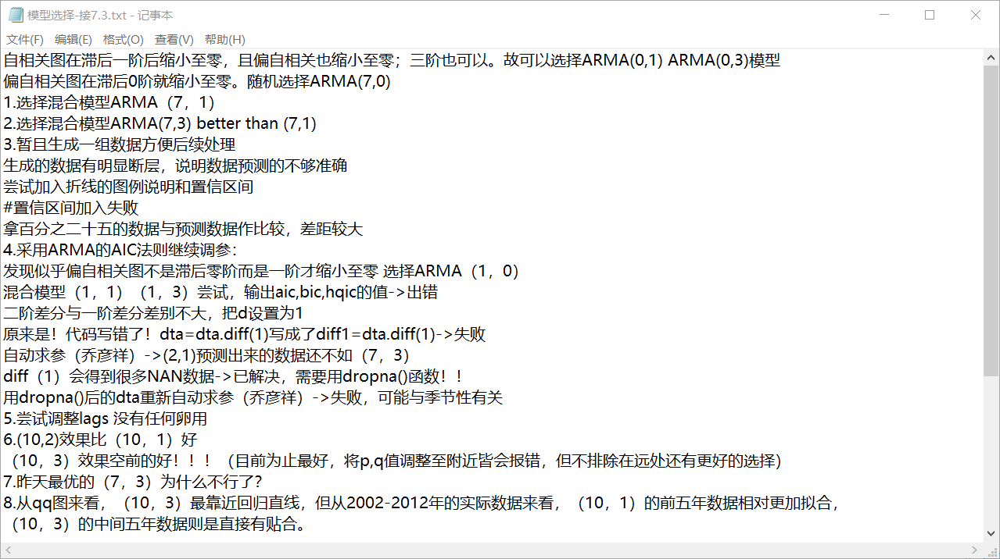 模型选择-接7.3.txt - 记事本
文件(F) 编辑(E) 格式(O) 查看(V) 帮助(H)
自相关图在滞后一阶后缩小至零，且偏自相关也缩小至零；三阶也可以。故可以选择ARMA(0,1) ARMA(0,3)模型
偏自相关图在滞后0阶就缩小至零。随机选择ARMA(7,0)
1.选择混合模型ARMA（7，1）
2.选择混合模型ARMA(7,3) better than (7,1)
3.暂且生成一组数据方便后续处理
生成的数据有明显断层，说明数据预测的不够准确
尝试加入折线的图例说明和置信区间
#置信区间加入失败
拿百分之二十五的数据与预测数据作比较，差距较大
4.采用ARMA的AIC法则继续调参：
发现似乎偏自相关图不是滞后零阶而是一阶才缩小至零 选择ARMA（1，0）
混合模型（1，1）（1，3）尝试，输出aic,bic,hqic的值->出错
二阶差分与一阶差分差别不大，把d设置为1
原来是！代码写错了！dta=dta.diff(1)写成了diff1=dta.diff(1)->失败
自动求参（乔彦祥）->(2,1)预测出来的数据还不如（7，3）
diff（1）会得到很多NAN数据->已解决，需要用dropna()函数！！
用dropna()后的dta重新自动求参（乔彦祥）->失败，可能与季节性有关
5.尝试调整lags 没有任何卵用
6.(10,2)效果比（10，1）好
（10，3）效果空前的好！！！（目前为止最好，将p,q值调整至附近皆会报错，但不排除在远处还有更好的选择）
7.昨天最优的（7，3）为什么不行了？
8.从qq图来看，（10，3）最靠近回归直线，但从2002-2012年的实际数据来看，（10，1）的前五年数据相对更加拟合，
（10，3）的中间五年数据则是直接有贴合。